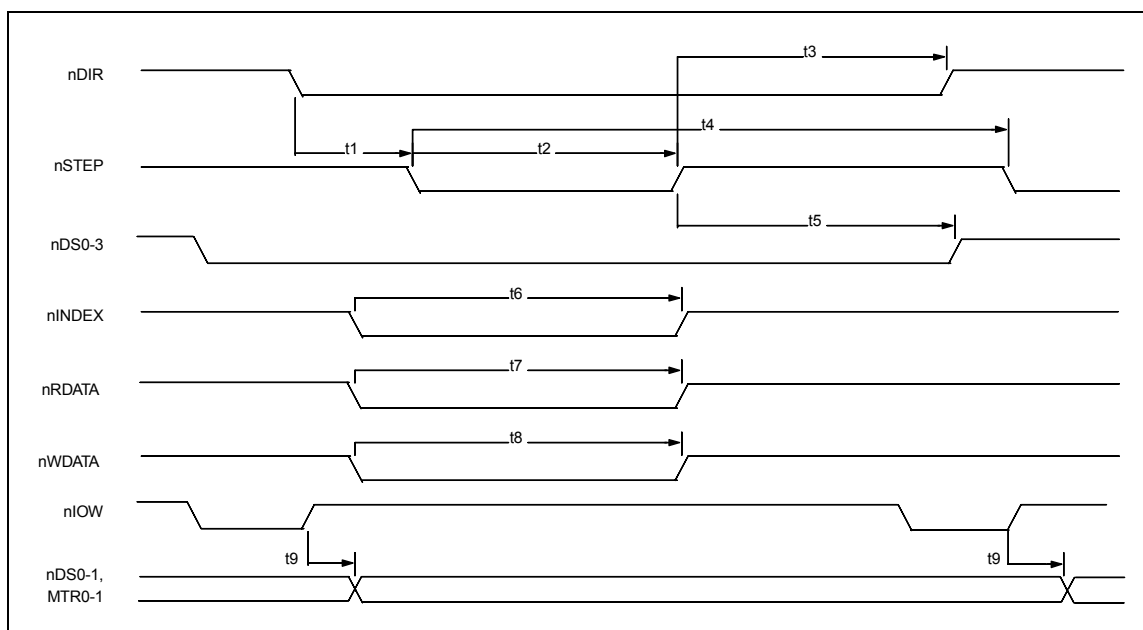 t3
nDIR
t4
t1
t2
nSTEP
t5
nDS0-3
t6
nINDEX
t7
nRDATA
t8
nWDATA
nIOW
t9
t9
nDS0-1,
MTR0-1